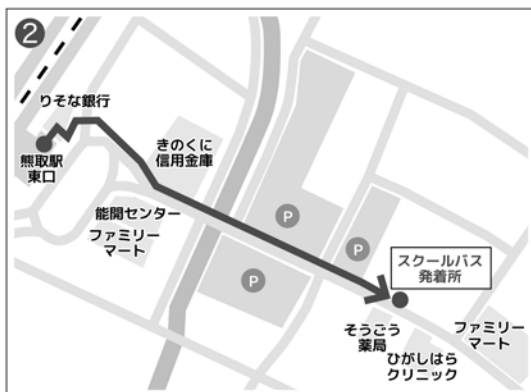 2
りそな銀行
熊取駅
東口
きのくに
信用金庫
能開センター
ファミリー
マート
P
P
P
スクールバス
発着所
そうごう
薬局
ひがしはら
クリニック
ファミリー
マート